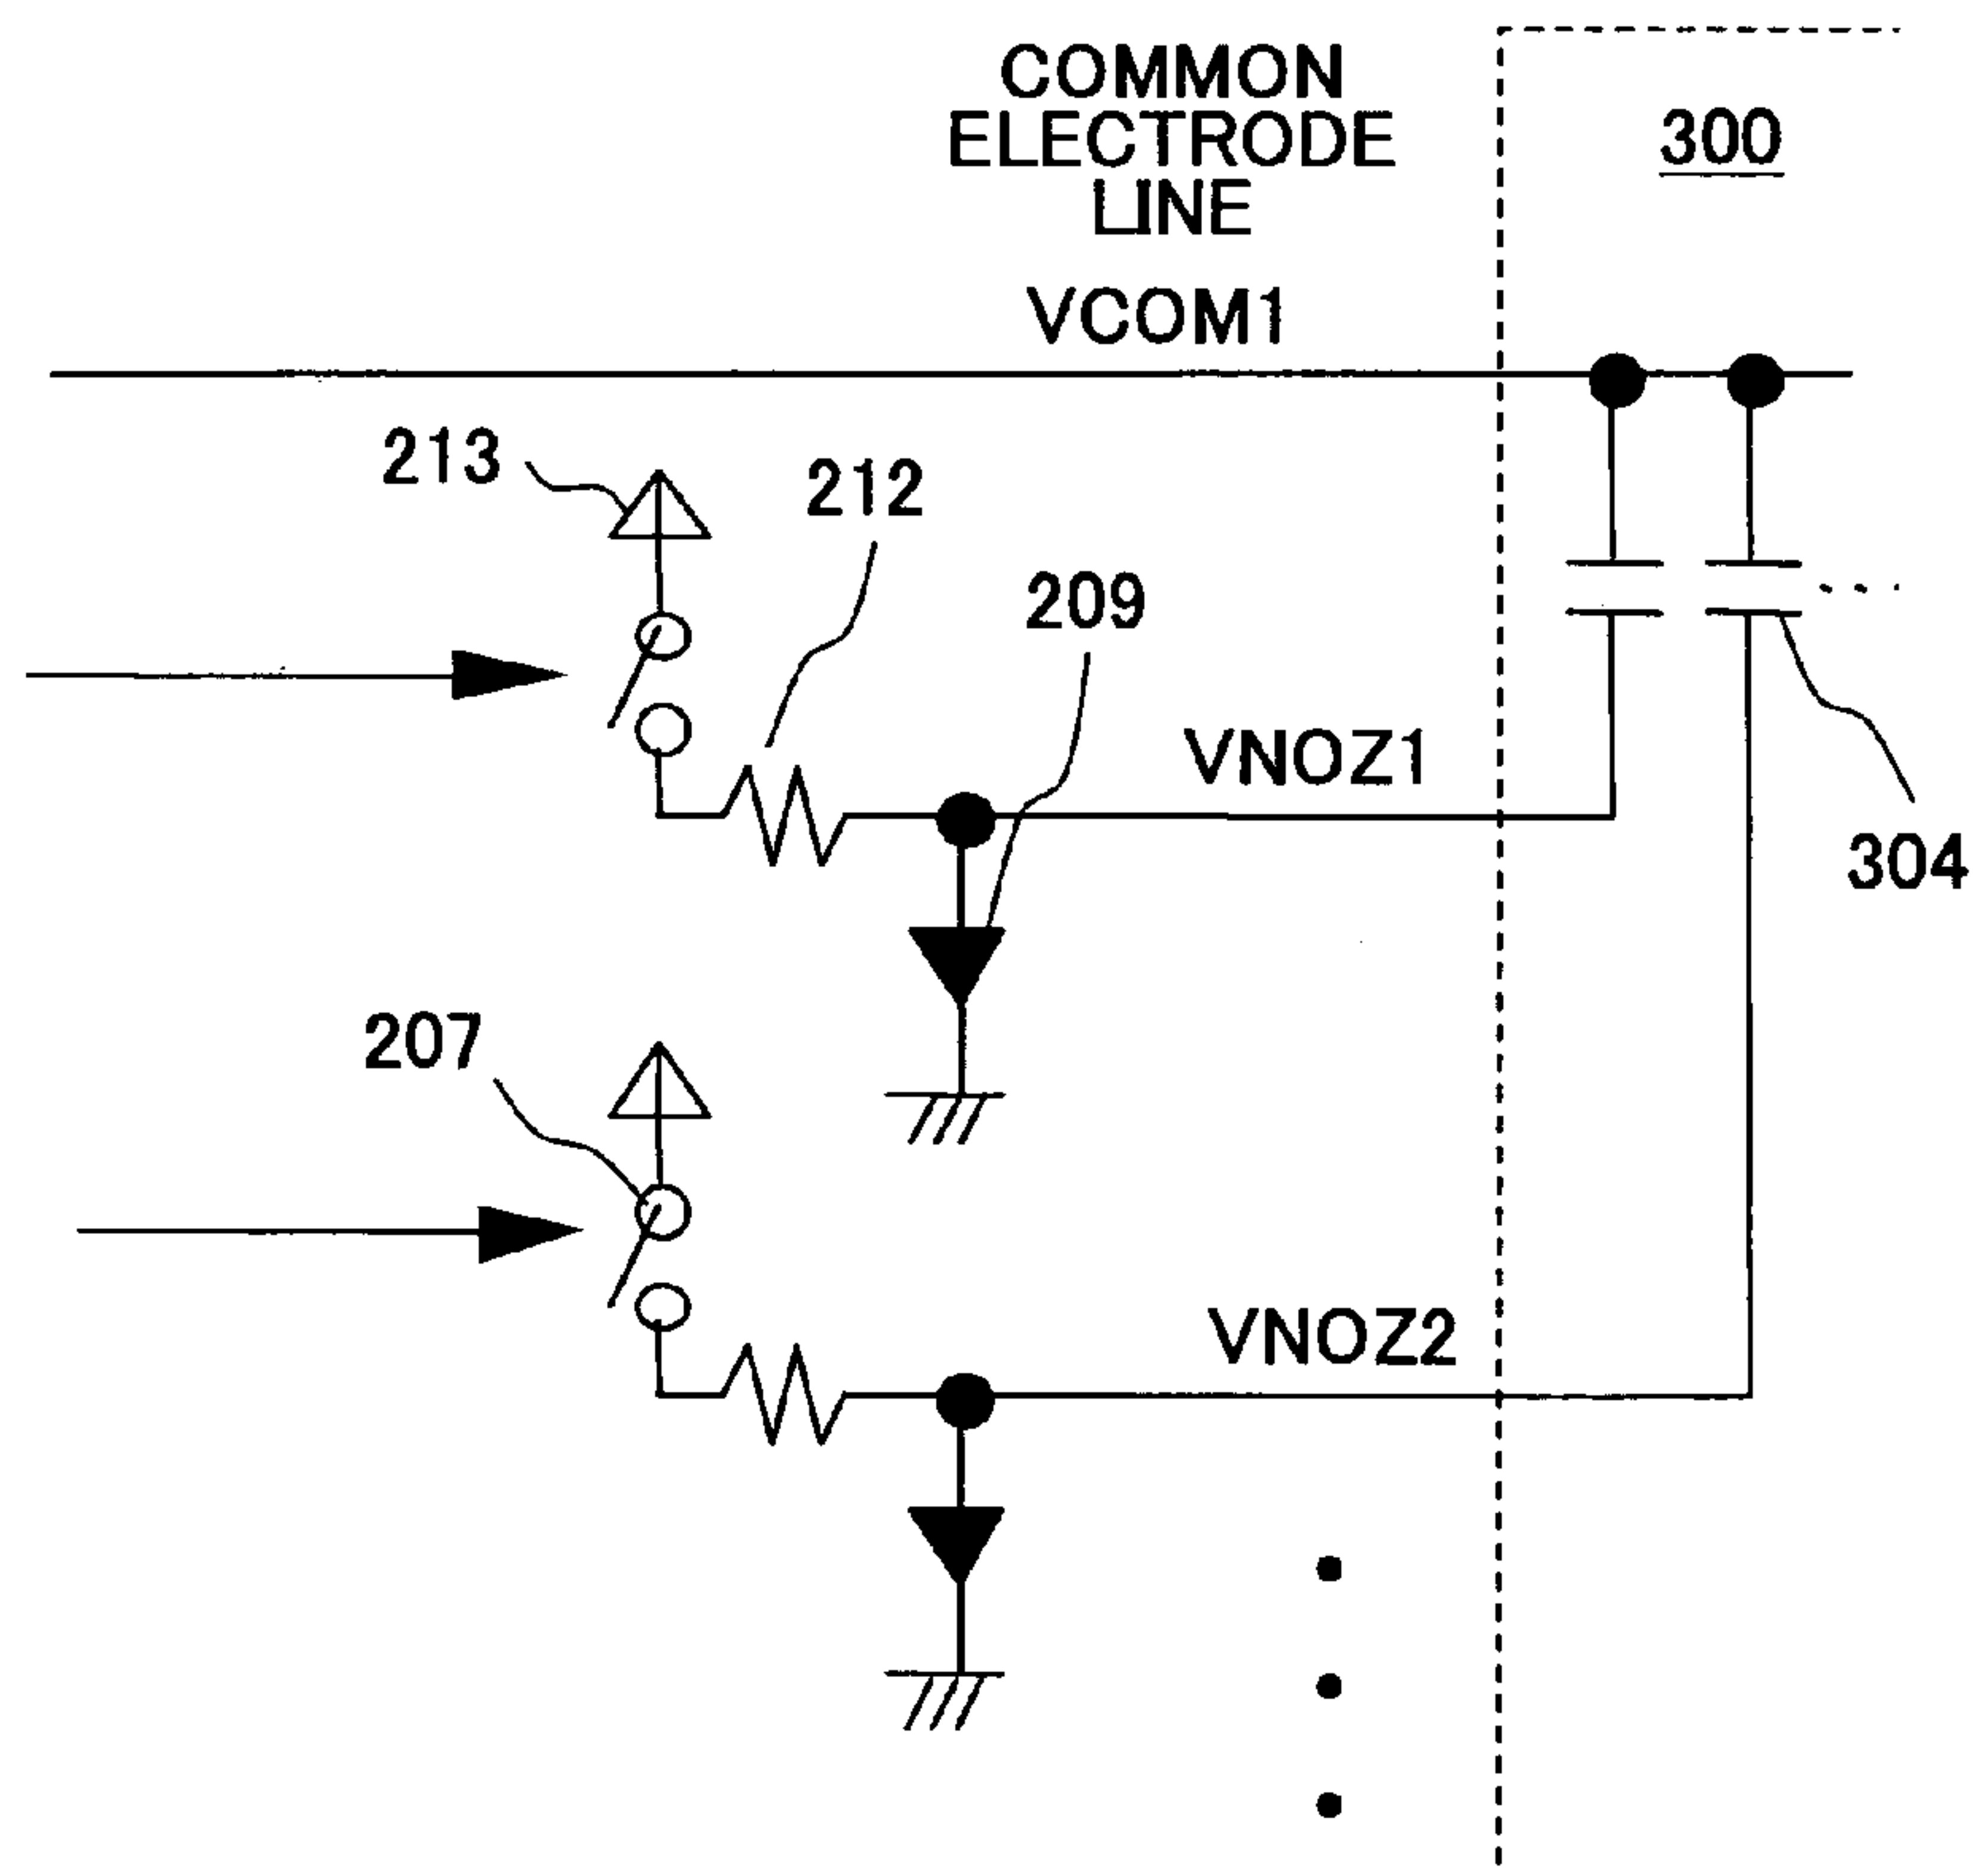 COMMON
ELECTRODE
LINE
300
VCOM1
213
212
209
VNOZ1
304
207
VNOZ2